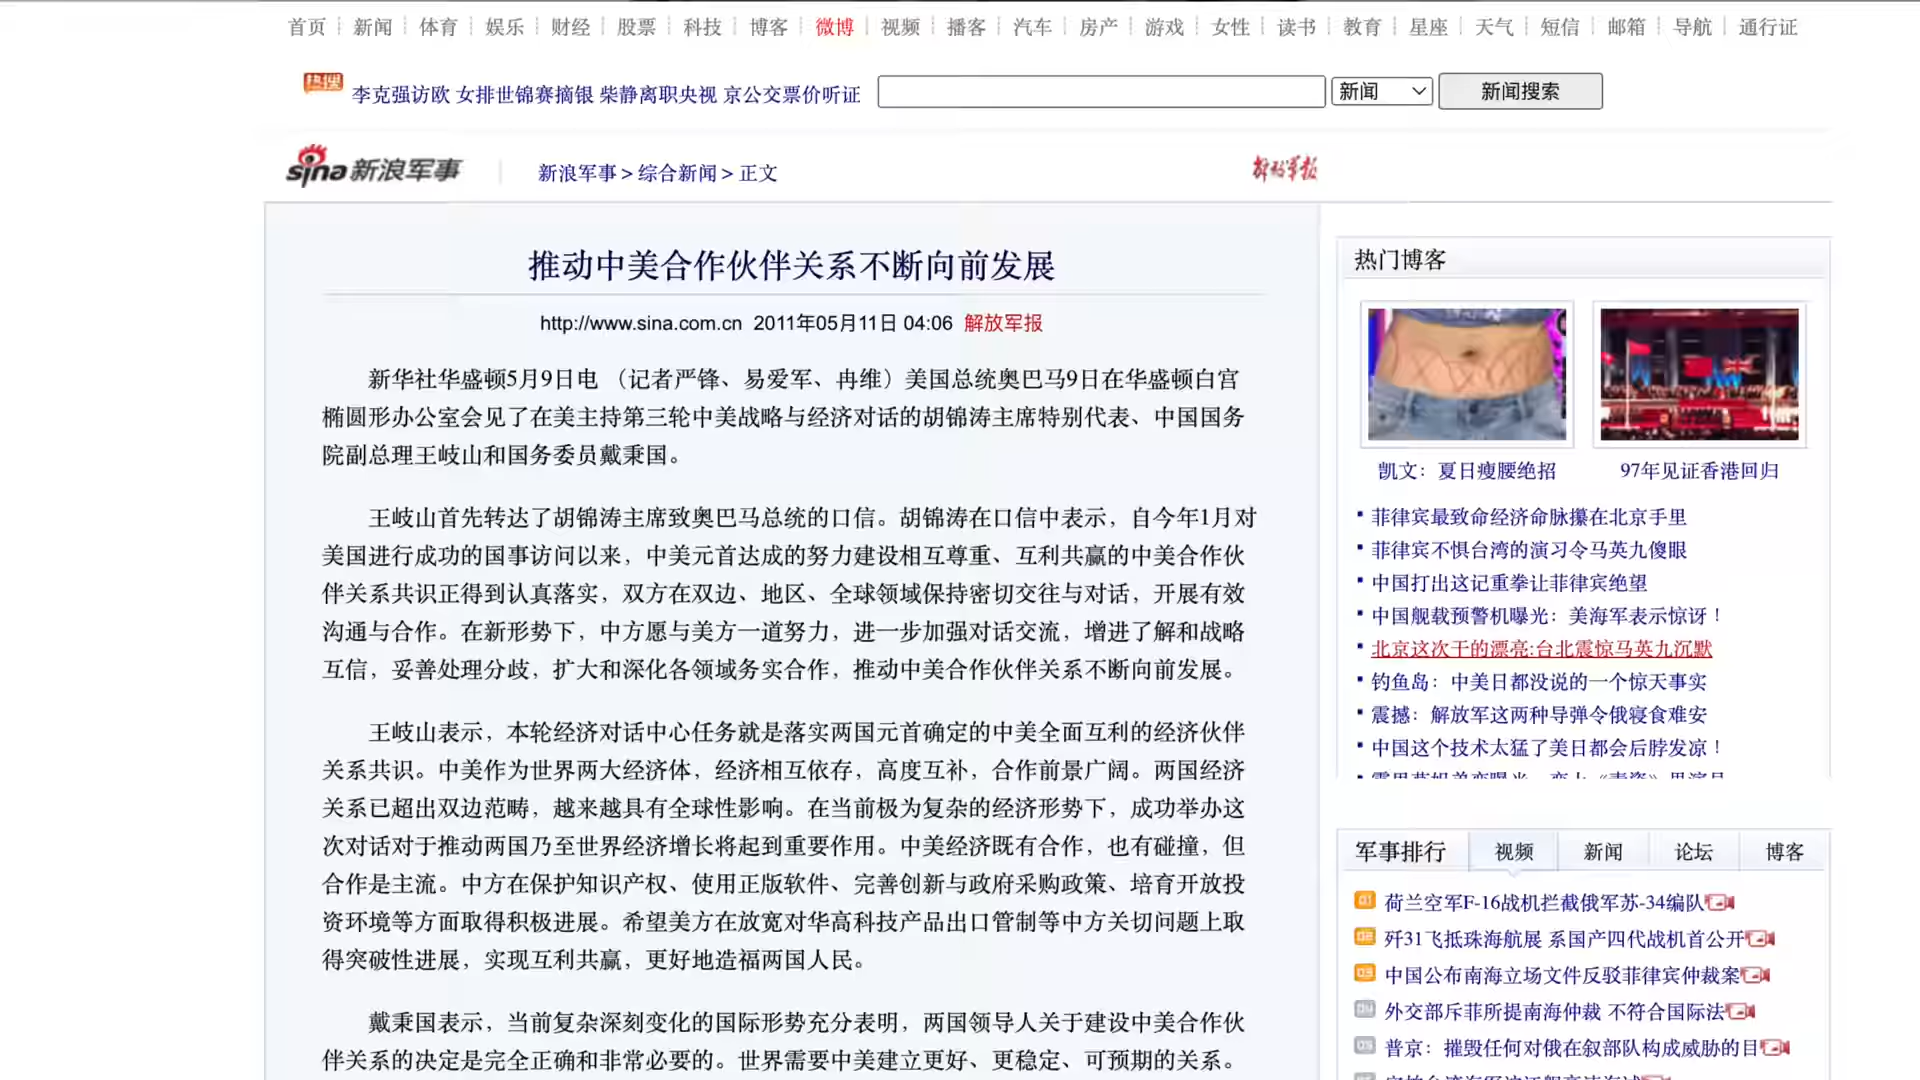 首页 新闻 体育 娱乐 财经 股票 科技 博客 微博 视频 播客 汽车 房产 游戏 女性 读书 教育 星座 天气 短信 邮箱 导航 通行证
热搜 李克强访欧 女排世锦赛摘银 柴静离职央视 京公交票价听证 新闻 新闻搜索
sina新浪军事 新浪军事 > 综合新闻 > 正文 解放军报
推动中美合作伙伴关系不断向前发展
http://www.sina.com.cn 2011年05月11日 04:06 解放军报
新华社华盛顿5月9日电 （记者严锋、易爱军、冉维）美国总统奥巴马9日在华盛顿白宫
椭圆形办公室会见了在美主持第三轮中美战略与经济对话的胡锦涛主席特别代表、中国国务
院副总理王岐山和国务委员戴秉国。
王岐山首先转达了胡锦涛主席致奥巴马总统的口信。胡锦涛在口信中表示，自今年1月对
美国进行成功的国事访问以来，中美元首达成的努力建设相互尊重、互利共赢的中美合作伙
伴关系共识正得到认真落实，双方在双边、地区、全球领域保持密切交往与对话，开展有效
沟通与合作。在新形势下，中方愿与美方一道努力，进一步加强对话交流，增进了解和战略
互信，妥善处理分歧，扩大和深化各领域务实合作，推动中美合作伙伴关系不断向前发展。
王岐山表示，本轮经济对话中心任务就是落实两国元首确定的中美全面互利的经济伙伴
关系共识。中美作为世界两大经济体，经济相互依存，高度互补，合作前景广阔。两国经济
关系已超出双边范畴，越来越具有全球性影响。在当前极为复杂的经济形势下，成功举办这
次对话对于推动两国乃至世界经济增长将起到重要作用。中美经济既有合作，也有碰撞，但
合作是主流。中方在保护知识产权、使用正版软件、完善创新与政府采购政策、培育开放投
资环境等方面取得积极进展。希望美方在放宽对华高科技产品出口管制等中方关切问题上取
得突破性进展，实现互利共赢，更好地造福两国人民。
戴秉国表示，当前复杂深刻变化的国际形势充分表明，两国领导人关于建设中美合作伙
伴关系的决定是完全正确和非常必要的。世界需要中美建立更好、更稳定、可预期的关系。
热门博客
凯文：夏日瘦腰绝招 97年见证香港回归
菲律宾最致命经济命脉攥在北京手里
菲律宾不惧台湾的演习令马英九傻眼
中国打出这记重拳让菲律宾绝望
中国舰载预警机曝光：美海军表示惊讶！
北京这次干的漂亮:台北震惊马英九沉默
钓鱼岛：中美日都没说的一个惊天事实
震撼：解放军这两种导弹令俄寝食难安
中国这个技术太猛了美日都会后脖发凉！
军事排行 视频 新闻 论坛 博客
01 荷兰空军F-16战机拦截俄军苏-34编队
02 歼31飞抵珠海航展 系国产四代战机首公开
03 中国公布南海立场文件反驳菲律宾仲裁案
04 外交部斥菲所提南海仲裁 不符合国际法
05 普京：摧毁任何对俄在叙部队构成威胁的目